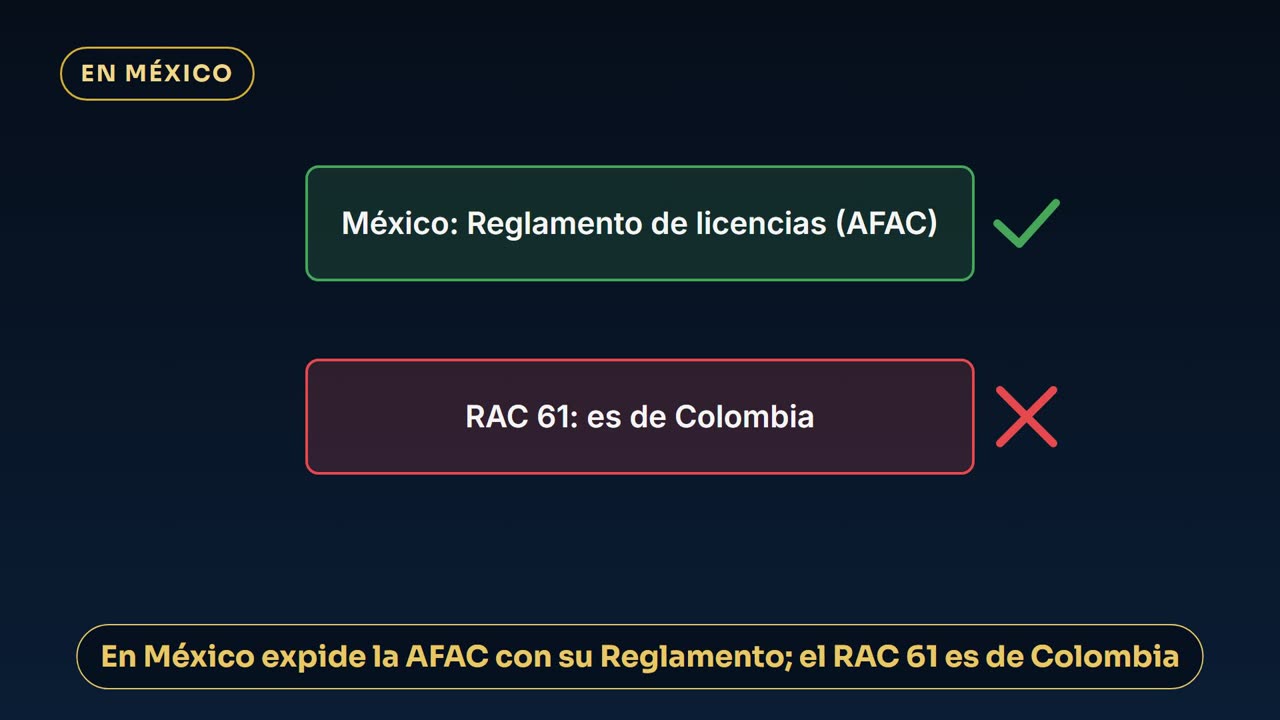 EN MÉXICO
México: Reglamento de licencias (AFAC)
RAC 61: es de Colombia
En México expide la AFAC con su Reglamento; el RAC 61 es de Colombia